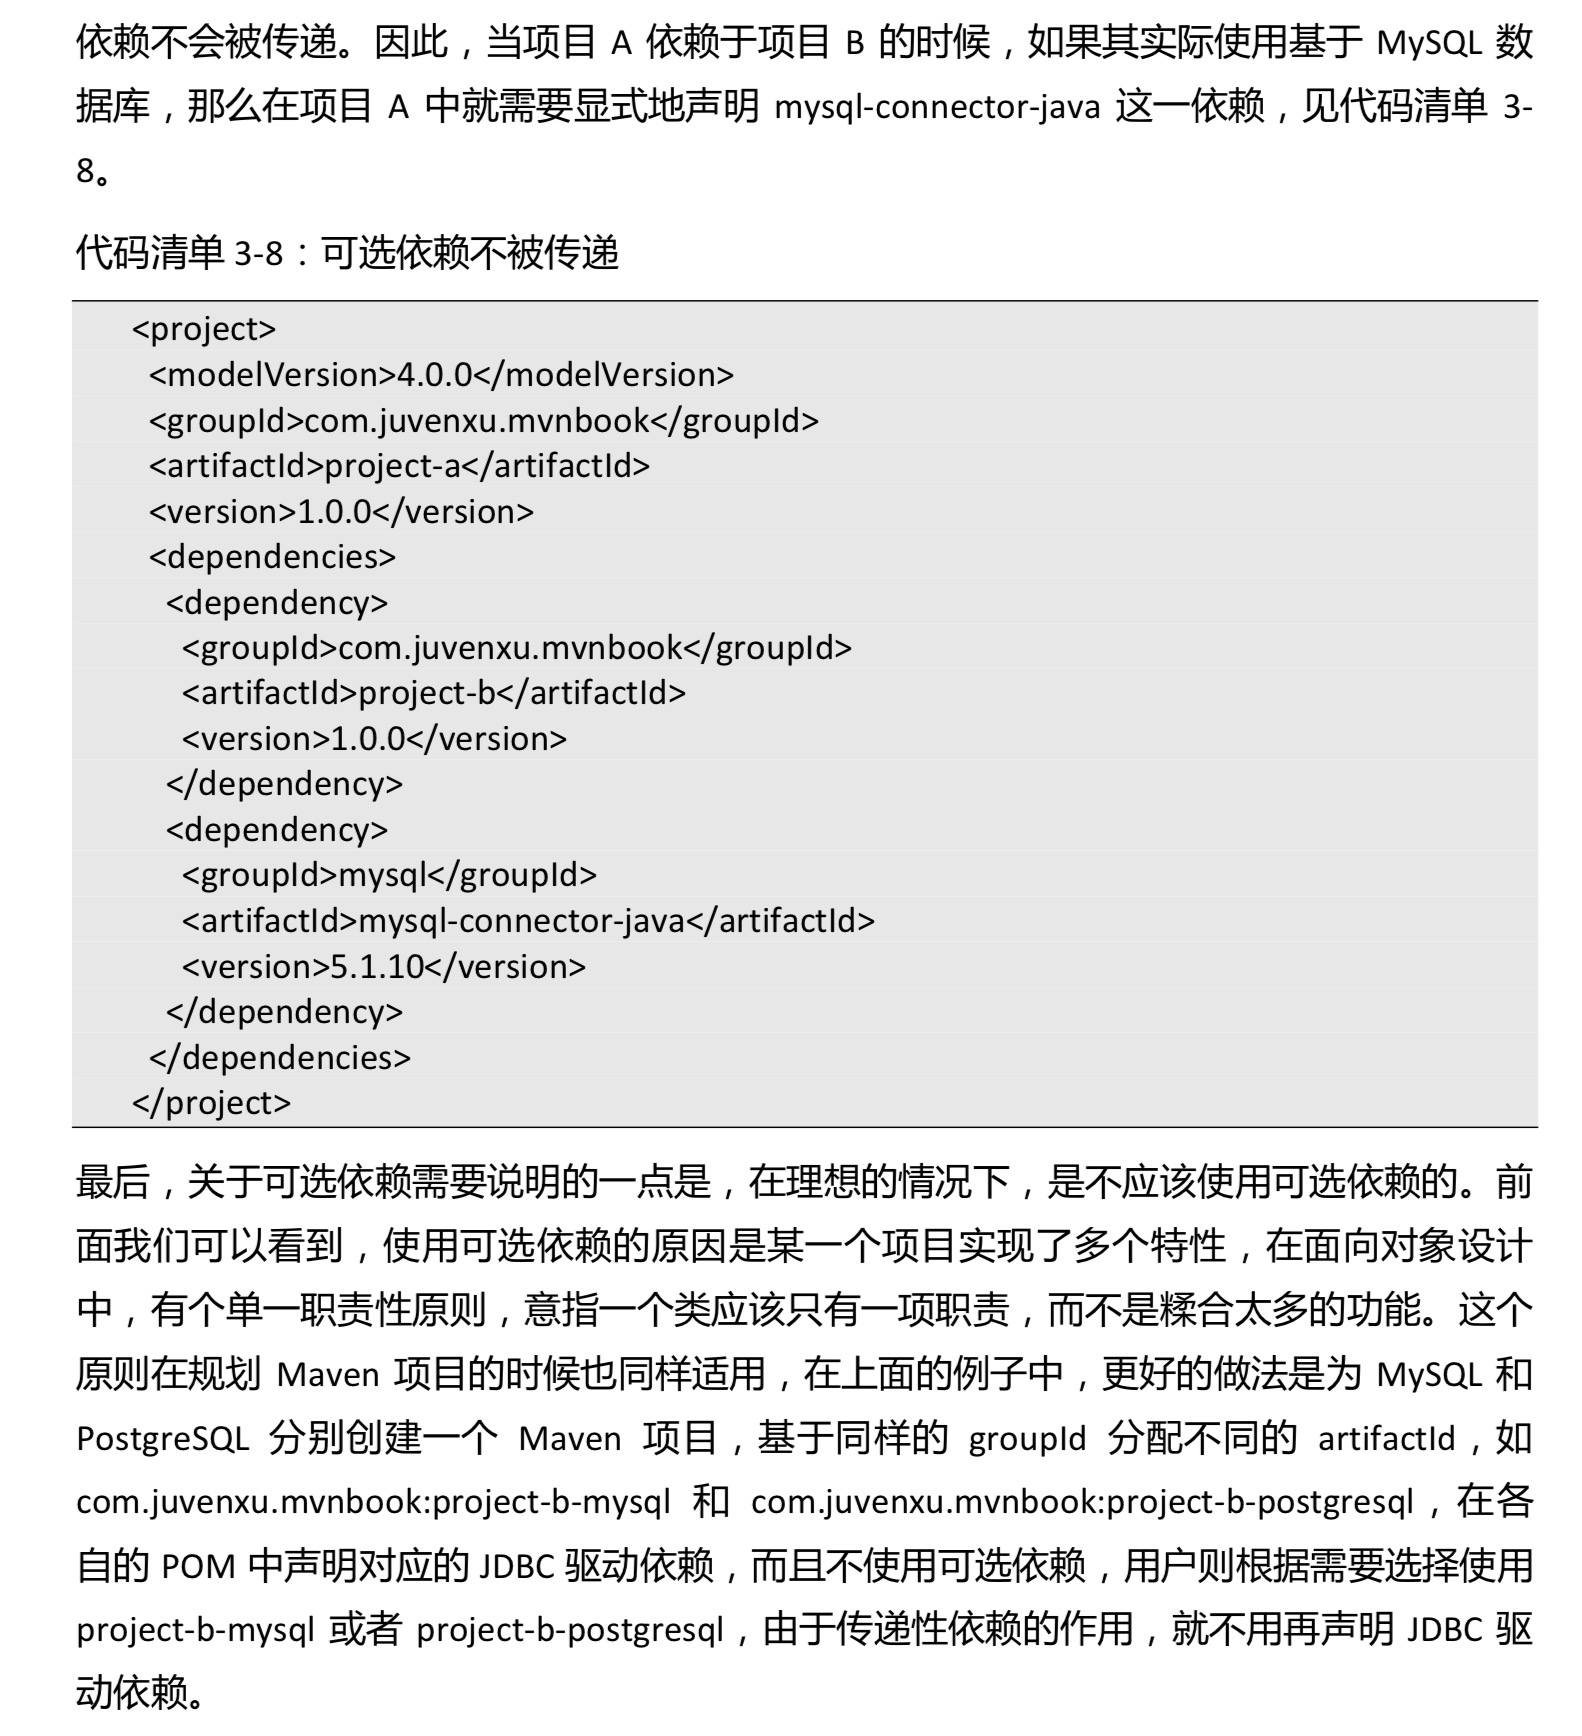 依赖不会被传递。因此，当项目 A 依赖于项目 B 的时候，如果其实际使用基于 MySQL 数
据库，那么在项目 A 中就需要显式地声明 mysql-connector-java 这一依赖，见代码清单 3-
8。
代码清单 3-8：可选依赖不被传递
<project>
<modelVersion>4.0.0</modelVersion>
<groupId>com.juvenxu.mvnbook</groupId>
<artifactId>project-a</artifactId>
<version>1.0.0</version>
<dependencies>
<dependency>
<groupId>com.juvenxu.mvnbook</groupId>
<artifactId>project-b</artifactId>
<version>1.0.0</version>
</dependency>
<dependency>
<groupId>mysql</groupId>
<artifactId>mysql-connector-java</artifactId>
<version>5.1.10</version>
</dependency>
</dependencies>
</project>
最后，关于可选依赖需要说明的一点是，在理想的情况下，是不应该使用可选依赖的。前
面我们可以看到，使用可选依赖的原因是某一个项目实现了多个特性，在面向对象设计
中，有个单一职责性原则，意指一个类应该只有一项职责，而不是糅合太多的功能。这个
原则在规划 Maven 项目的时候也同样适用，在上面的例子中，更好的做法是为 MySQL 和
PostgreSQL 分别创建一个 Maven 项目，基于同样的 groupId 分配不同的 artifactId，如
com.juvenxu.mvnbook:project-b-mysql 和 com.juvenxu.mvnbook:project-b-postgresql，在各
自的 POM 中声明对应的 JDBC 驱动依赖，而且不使用可选依赖，用户则根据需要选择使用
project-b-mysql 或者 project-b-postgresql，由于传递性依赖的作用，就不用再声明 JDBC 驱
动依赖。